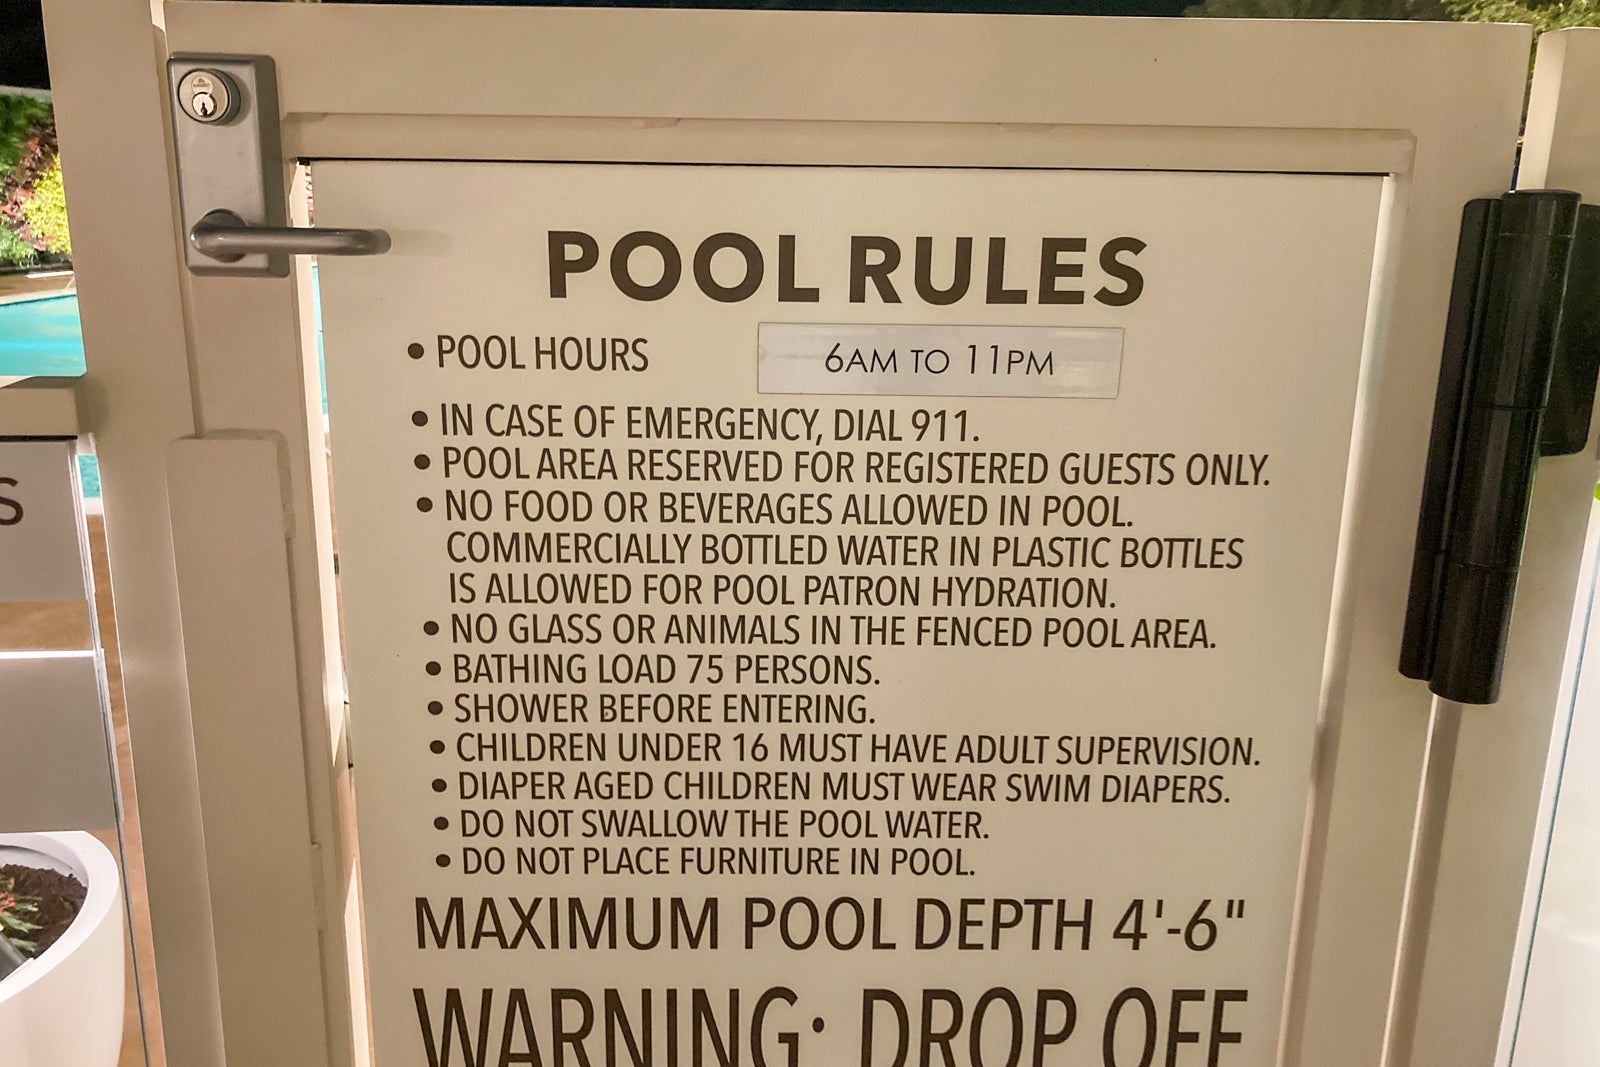 POOL RULES
• POOL HOURS 6AM TO 11PM
• IN CASE OF EMERGENCY, DIAL 911.
• POOL AREA RESERVED FOR REGISTERED GUESTS ONLY.
• NO FOOD OR BEVERAGES ALLOWED IN POOL.
COMMERCIALLY BOTTLED WATER IN PLASTIC BOTTLES
IS ALLOWED FOR POOL PATRON HYDRATION.
• NO GLASS OR ANIMALS IN THE FENCED POOL AREA.
• BATHING LOAD 75 PERSONS.
• SHOWER BEFORE ENTERING.
• CHILDREN UNDER 16 MUST HAVE ADULT SUPERVISION.
• DIAPER AGED CHILDREN MUST WEAR SWIM DIAPERS.
• DO NOT SWALLOW THE POOL WATER.
• DO NOT PLACE FURNITURE IN POOL.
MAXIMUM POOL DEPTH 4'-6"
WARNING: DROP OFF